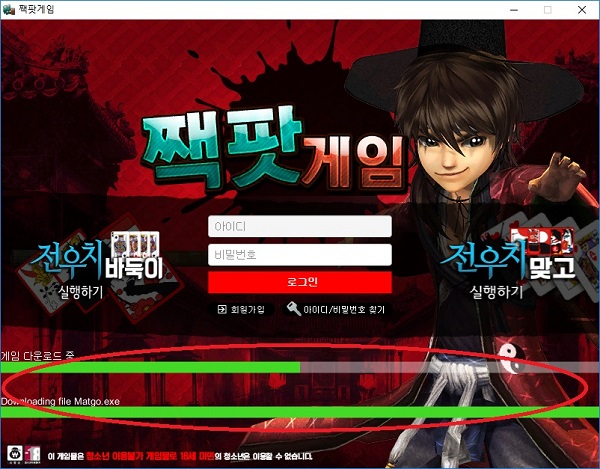 짹팟게임
짹팟게임
아이디
비밀번호
로그인
회원가입
아이디/비밀번호 찾기
전우치
바둑이
실행하기
전우치
맞고
실행하기
게임 다운로드 중
Downloading file Matgo.exe
이 게임물은 청소년 이용불가 게임물로 18세 미만의 청소년은 이용할 수 없습니다.